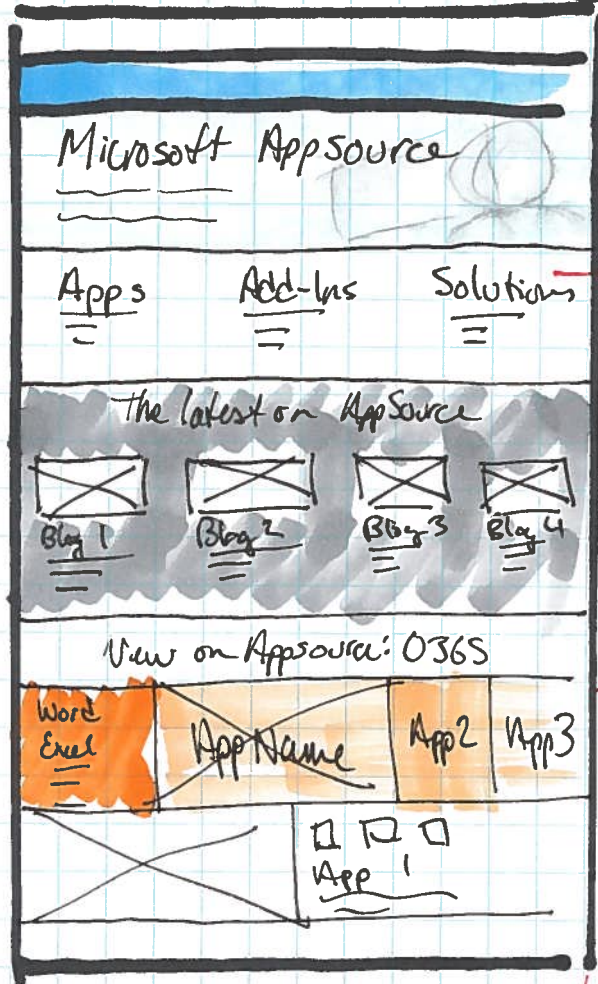 Microsoft Appsource
Apps
Add-Ins
Solutions
The latest on AppSource
Blog 1
Blog 2
Blog 3
Blog 4
View on Appsource: O365
Word
Excel
App Name
App2
App3
App 1